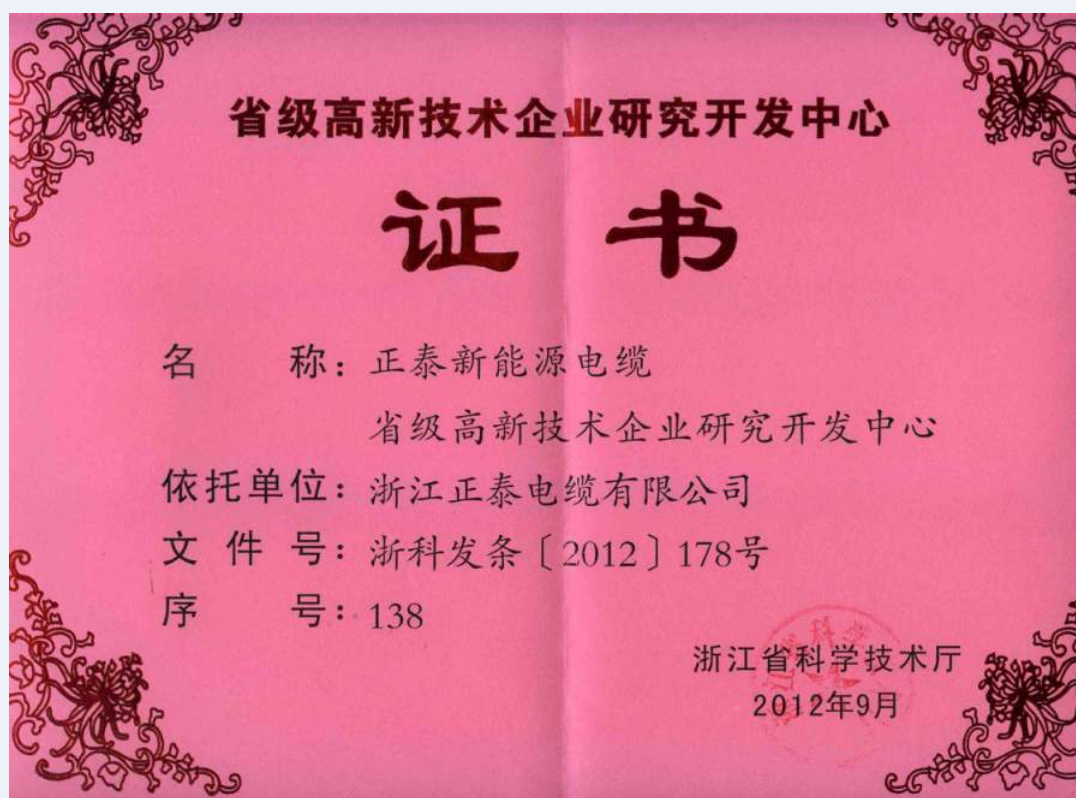 省级高新技术企业研究开发中心
证 书
名 称：正泰新能源电缆
省级高新技术企业研究开发中心
依托单位：浙江正泰电缆有限公司
文 件 号：浙科发条〔2012〕178号
序 号：138
浙江省科学技术厅
2012年9月